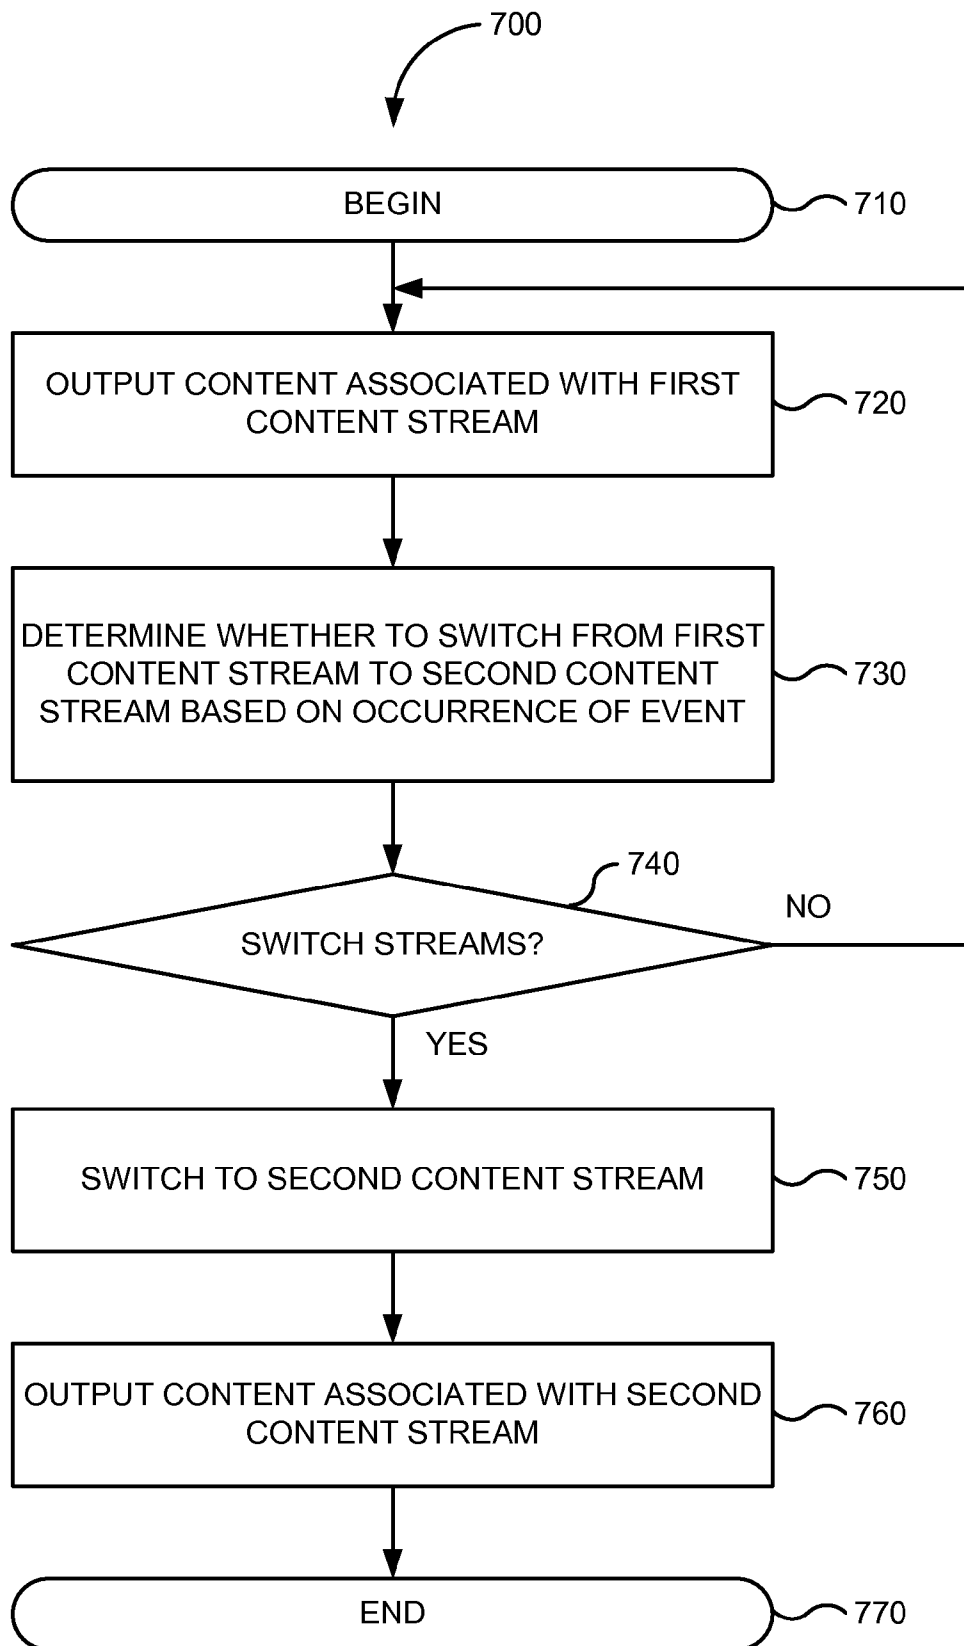 700
BEGIN
710
OUTPUT CONTENT ASSOCIATED WITH FIRST
CONTENT STREAM
720
DETERMINE WHETHER TO SWITCH FROM FIRST
CONTENT STREAM TO SECOND CONTENT
STREAM BASED ON OCCURRENCE OF EVENT
730
740
SWITCH STREAMS?
NO
YES
SWITCH TO SECOND CONTENT STREAM
750
OUTPUT CONTENT ASSOCIATED WITH SECOND
CONTENT STREAM
760
END
770